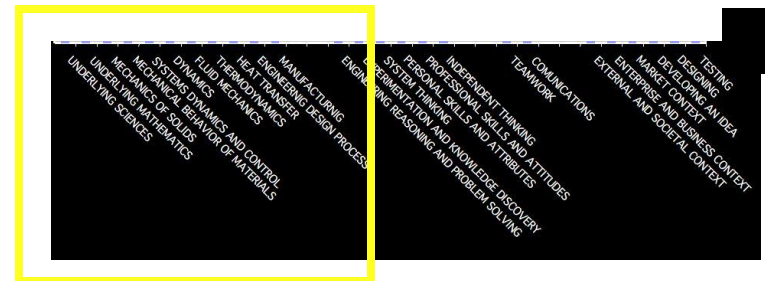 UNDERLYING SCIENCES
UNDERLYING MATHEMATICS
MECHANICS OF SOLIDS
MECHANICAL BEHAVIOR OF MATERIALS
SYSTEMS DYNAMICS AND CONTROL
DYNAMICS
FLUID MECHANICS
THERMODYNAMICS
HEAT TRANSFER
ENGINEERING DESIGN PROCESS
MANUFACTURNIG
ENGINEERING REASONING AND PROBLEM SOLVING
EXPERIMENTATION AND KNOWLEDGE DISCOVERY
SYSTEM THINKING
PERSONAL SKILLS AND ATTRIBUTES
PROFESSIONAL SKILLS AND ATTITUDES
INDEPENDENT THINKING
TEAMWORK
COMUNICATIONS
EXTERNAL AND SOCIETAL CONTEXT
ENTERPRISE AND BUSINESS CONTEXT
MARKET CONTEXT
DEVELOPING AN IDEA
DESIGNING
TESTING